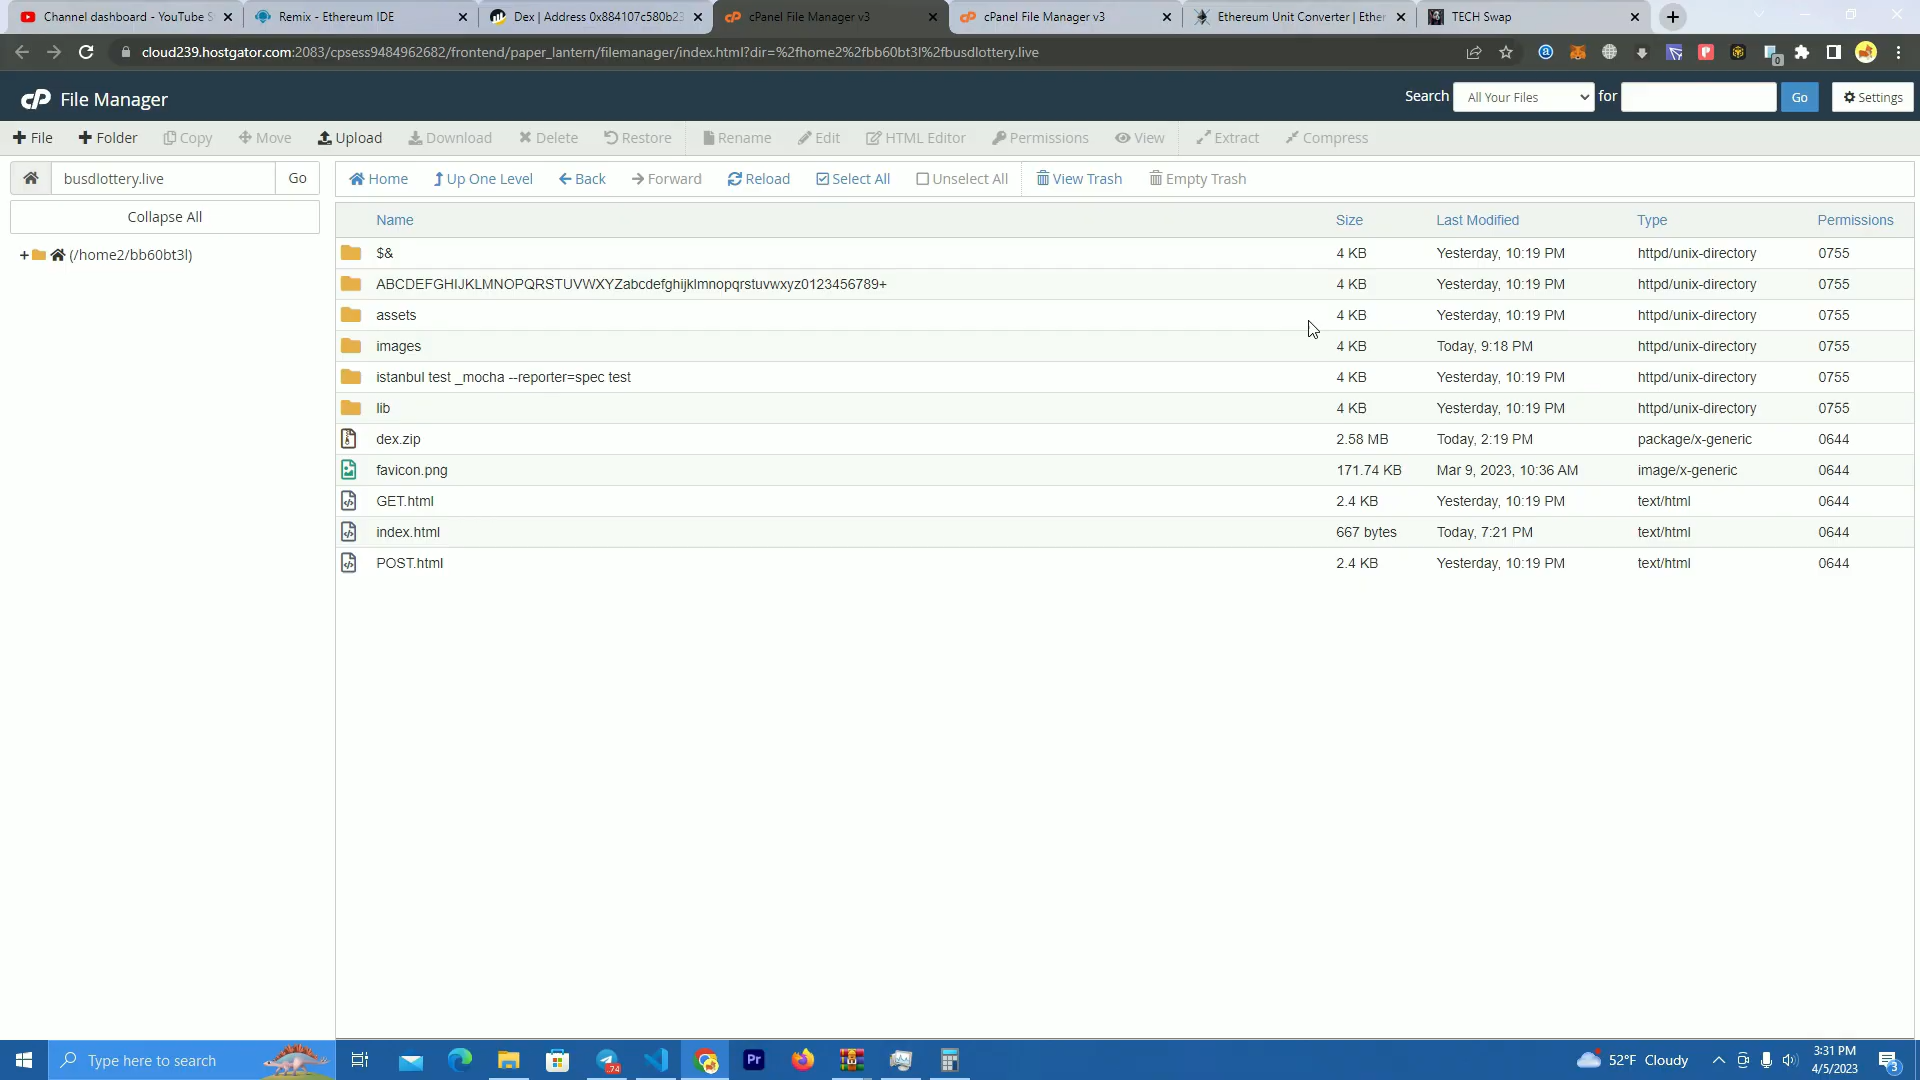 Channel dashboard - YouTube S
Remix - Ethereum IDE
Dex | Address 0x884107c580b23
cPanel File Manager v3
cPanel File Manager v3
Ethereum Unit Converter | Ether
TECH Swap
cloud239.hostgator.com:2083/cpsess9484962682/frontend/paper_lantern/filemanager/index.html?dir=%2fhome2%2fbb60bt3l%2fbusdlottery.live
0
cP File Manager
Search All Your Files for Go Settings
File Folder Copy Move Upload Download Delete Restore Rename Edit HTML Editor Permissions View Extract Compress
busdlottery.live Go
Home Up One Level Back Forward Reload Select All Unselect All View Trash Empty Trash
Collapse All
+ (/home2/bb60bt3l)
Name Size Last Modified Type Permissions
$& 4 KB Yesterday, 10:19 PM httpd/unix-directory 0755
ABCDEFGHIJKLMNOPQRSTUVWXYZabcdefghijklmnopqrstuvwxyz0123456789+ 4 KB Yesterday, 10:19 PM httpd/unix-directory 0755
assets 4 KB Yesterday, 10:19 PM httpd/unix-directory 0755
images 4 KB Today, 9:18 PM httpd/unix-directory 0755
istanbul test _mocha --reporter=spec test 4 KB Yesterday, 10:19 PM httpd/unix-directory 0755
lib 4 KB Yesterday, 10:19 PM httpd/unix-directory 0755
dex.zip 2.58 MB Today, 2:19 PM package/x-generic 0644
favicon.png 171.74 KB Mar 9, 2023, 10:36 AM image/x-generic 0644
GET.html 2.4 KB Yesterday, 10:19 PM text/html 0644
index.html 667 bytes Today, 7:21 PM text/html 0644
POST.html 2.4 KB Yesterday, 10:19 PM text/html 0644
Type here to search
74
Pr
52°F Cloudy
3:31 PM
4/5/2023
3